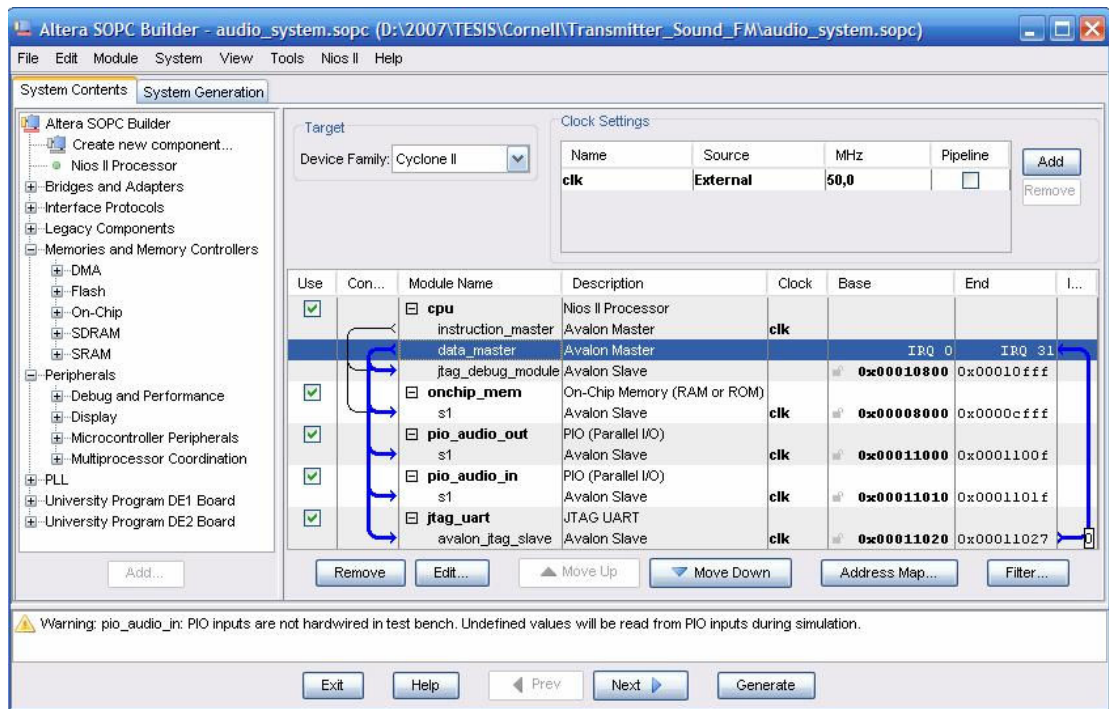 Altera SOPC Builder - audio_system.sopc (D:\2007\TESIS\Cornell\Transmitter_Sound_FM\audio_system.sopc)
File Edit Module System View Tools Nios II Help
System Contents System Generation
Altera SOPC Builder
Create new component...
Nios II Processor
Bridges and Adapters
Interface Protocols
Legacy Components
Memories and Memory Controllers
DMA
Flash
On-Chip
SDRAM
SRAM
Peripherals
Debug and Performance
Display
Microcontroller Peripherals
Multiprocessor Coordination
PLL
University Program DE1 Board
University Program DE2 Board
Add...
Target
Device Family: Cyclone II
Clock Settings
Name Source MHz Pipeline
clk External 50,0
Add
Remove
Use Con... Module Name Description Clock Base End I...
cpu Nios II Processor
instruction_master Avalon Master clk
data_master Avalon Master IRQ 0 IRQ 31
jtag_debug_module Avalon Slave 0x00010800 0x00010fff
onchip_mem On-Chip Memory (RAM or ROM)
s1 Avalon Slave clk 0x00008000 0x0000cfff
pio_audio_out PIO (Parallel I/O)
s1 Avalon Slave clk 0x00011000 0x0001100f
pio_audio_in PIO (Parallel I/O)
s1 Avalon Slave clk 0x00011010 0x0001101f
jtag_uart JTAG UART
avalon_jtag_slave Avalon Slave clk 0x00011020 0x00011027 0
Remove Edit... Move Up Move Down Address Map... Filter...
Warning: pio_audio_in: PIO inputs are not hardwired in test bench. Undefined values will be read from PIO inputs during simulation.
Exit Help Prev Next Generate